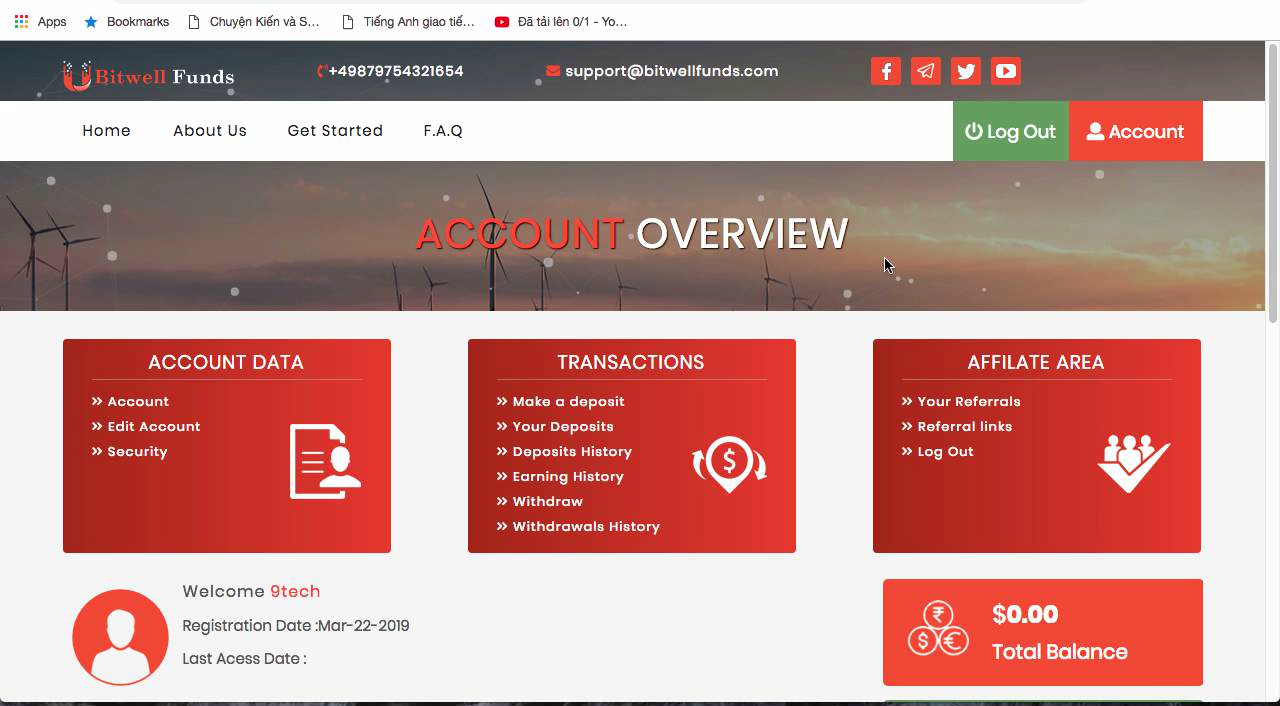 Apps Bookmarks Chuyện Kiến và S... Tiếng Anh giao tiế... Đã tải lên 0/1 - Yo...
Bitwell Funds +49879754321654 support@bitwellfunds.com
Home About Us Get Started F.A.Q Log Out Account
ACCOUNT OVERVIEW
ACCOUNT DATA
Account
Edit Account
Security
TRANSACTIONS
Make a deposit
Your Deposits
Deposits History
Earning History
Withdraw
Withdrawals History
AFFILATE AREA
Your Referrals
Referral links
Log Out
Welcome 9tech
Registration Date :Mar-22-2019
Last Acess Date :
$0.00
Total Balance